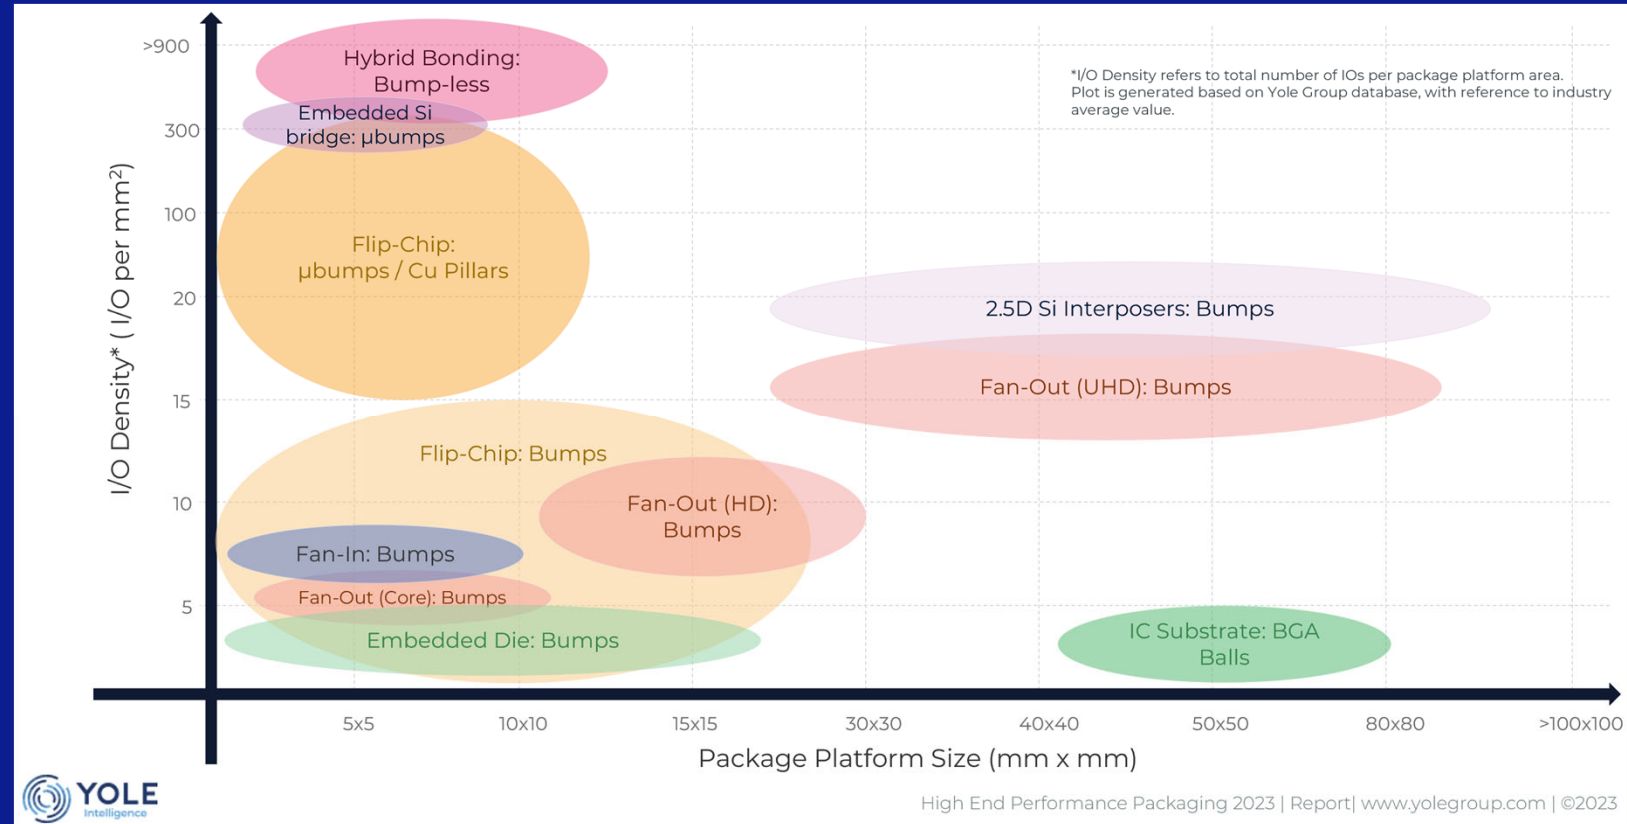 >900
300
100
20
15
10
5
I/O Density* ( I/O per mm²)
Hybrid Bonding:
Bump-less
Embedded Si
bridge: µbumps
Flip-Chip:
µbumps / Cu Pillars
*I/O Density refers to total number of IOs per package platform area.
Plot is generated based on Yole Group database, with reference to industry
average value.
2.5D Si Interposers: Bumps
Fan-Out (UHD): Bumps
Flip-Chip: Bumps
Fan-Out (HD):
Bumps
Fan-In: Bumps
Fan-Out (Core): Bumps
Embedded Die: Bumps
IC Substrate: BGA
Balls
5x5
10x10
15x15
30x30
40x40
50x50
80x80
>100x100
Package Platform Size (mm x mm)
YOLE
Intelligence
High End Performance Packaging 2023 | Report| www.yolegroup.com | ©2023